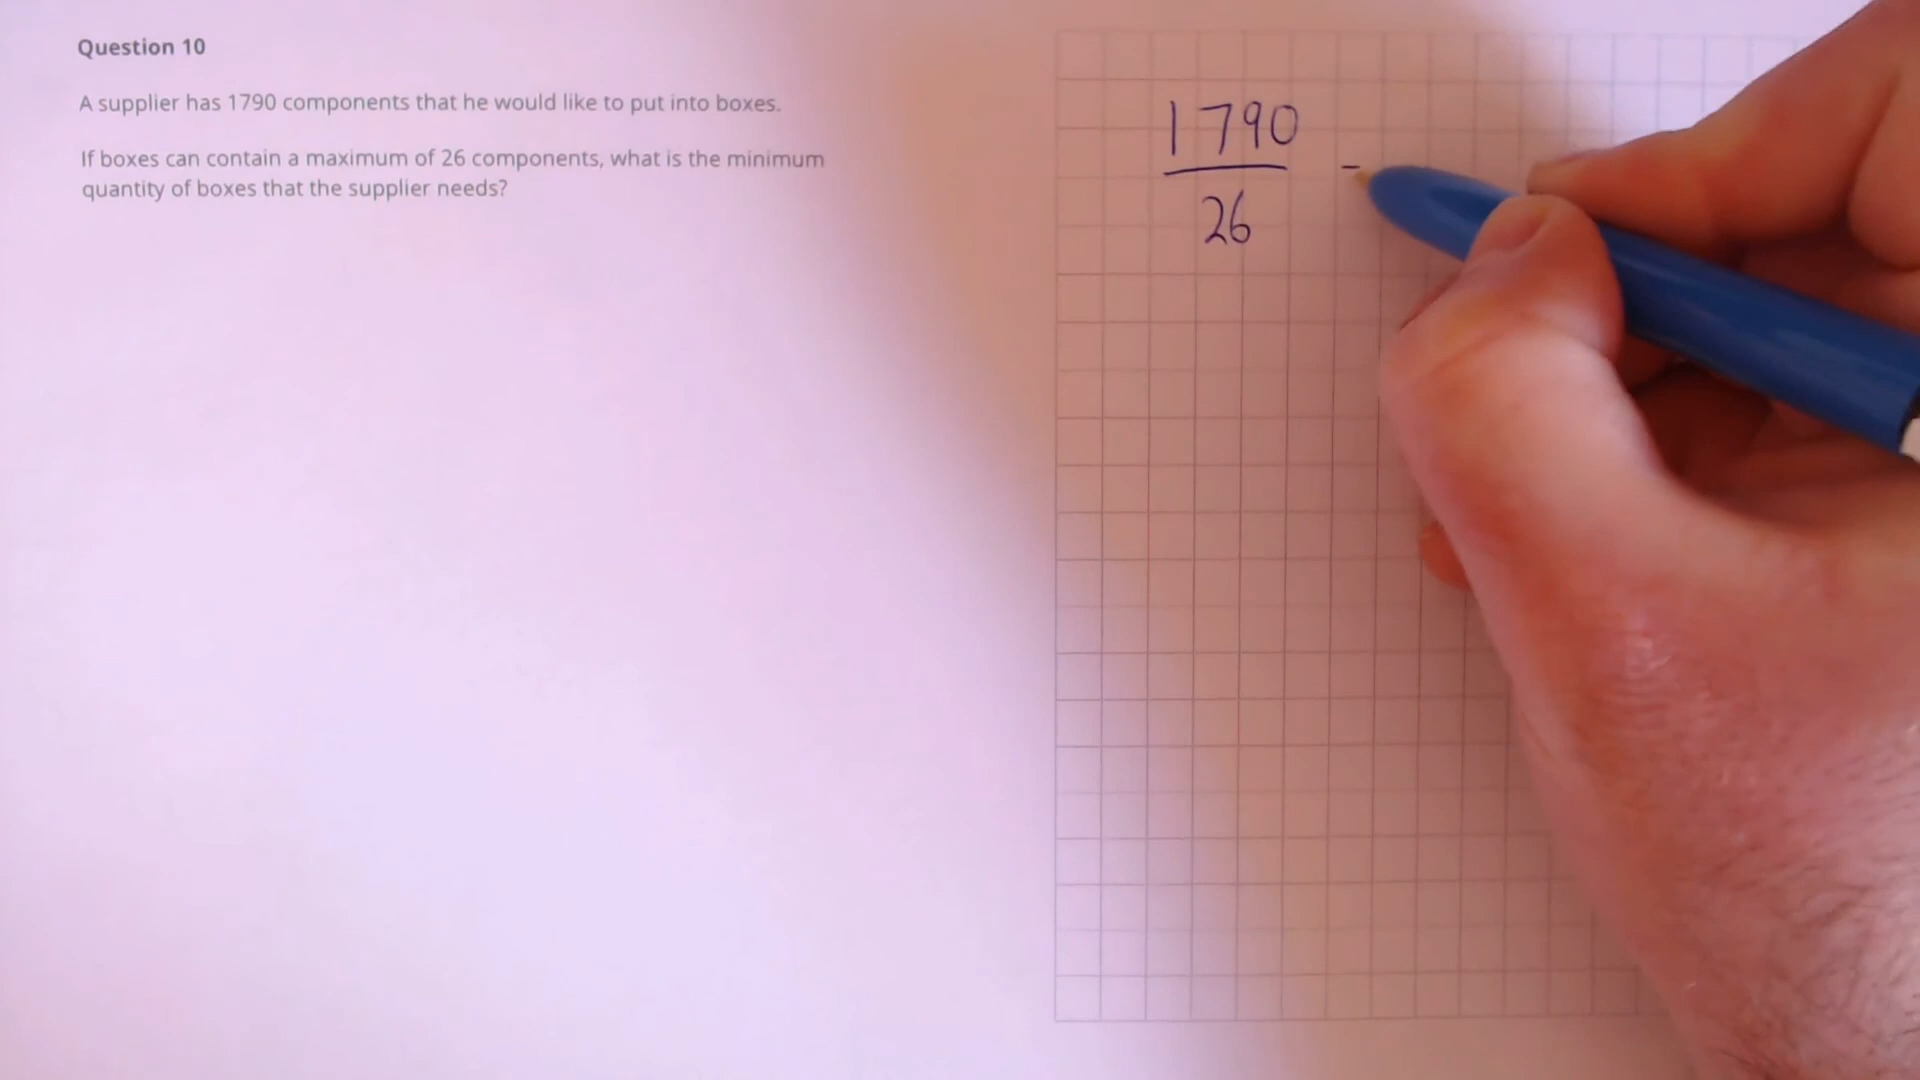 Question 10
A supplier has 1790 components that he would like to put into boxes.
If boxes can contain a maximum of 26 components, what is the minimum
quantity of boxes that the supplier needs?
1790
26
-